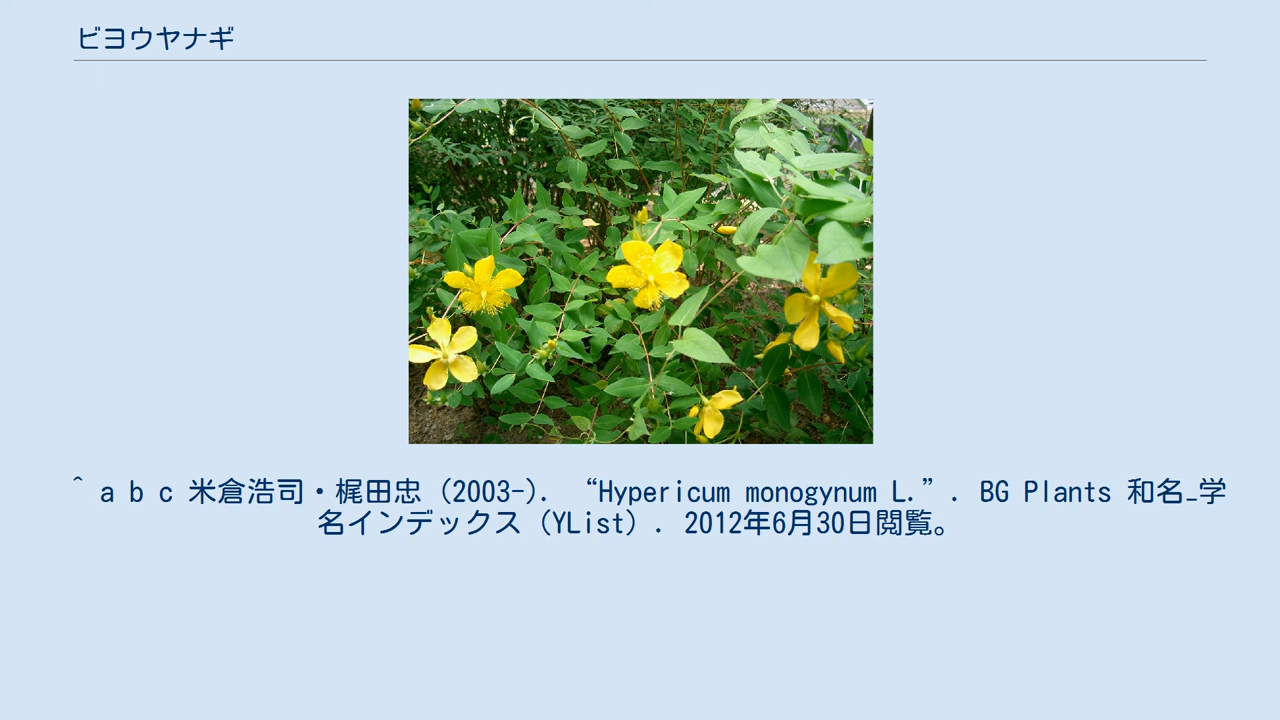 ビヨウヤナギ
^ a b c 米倉浩司・梶田忠 (2003-). “Hypericum monogynum L.”. BG Plants 和名−学
名インデックス（YList）. 2012年6月30日閲覧。